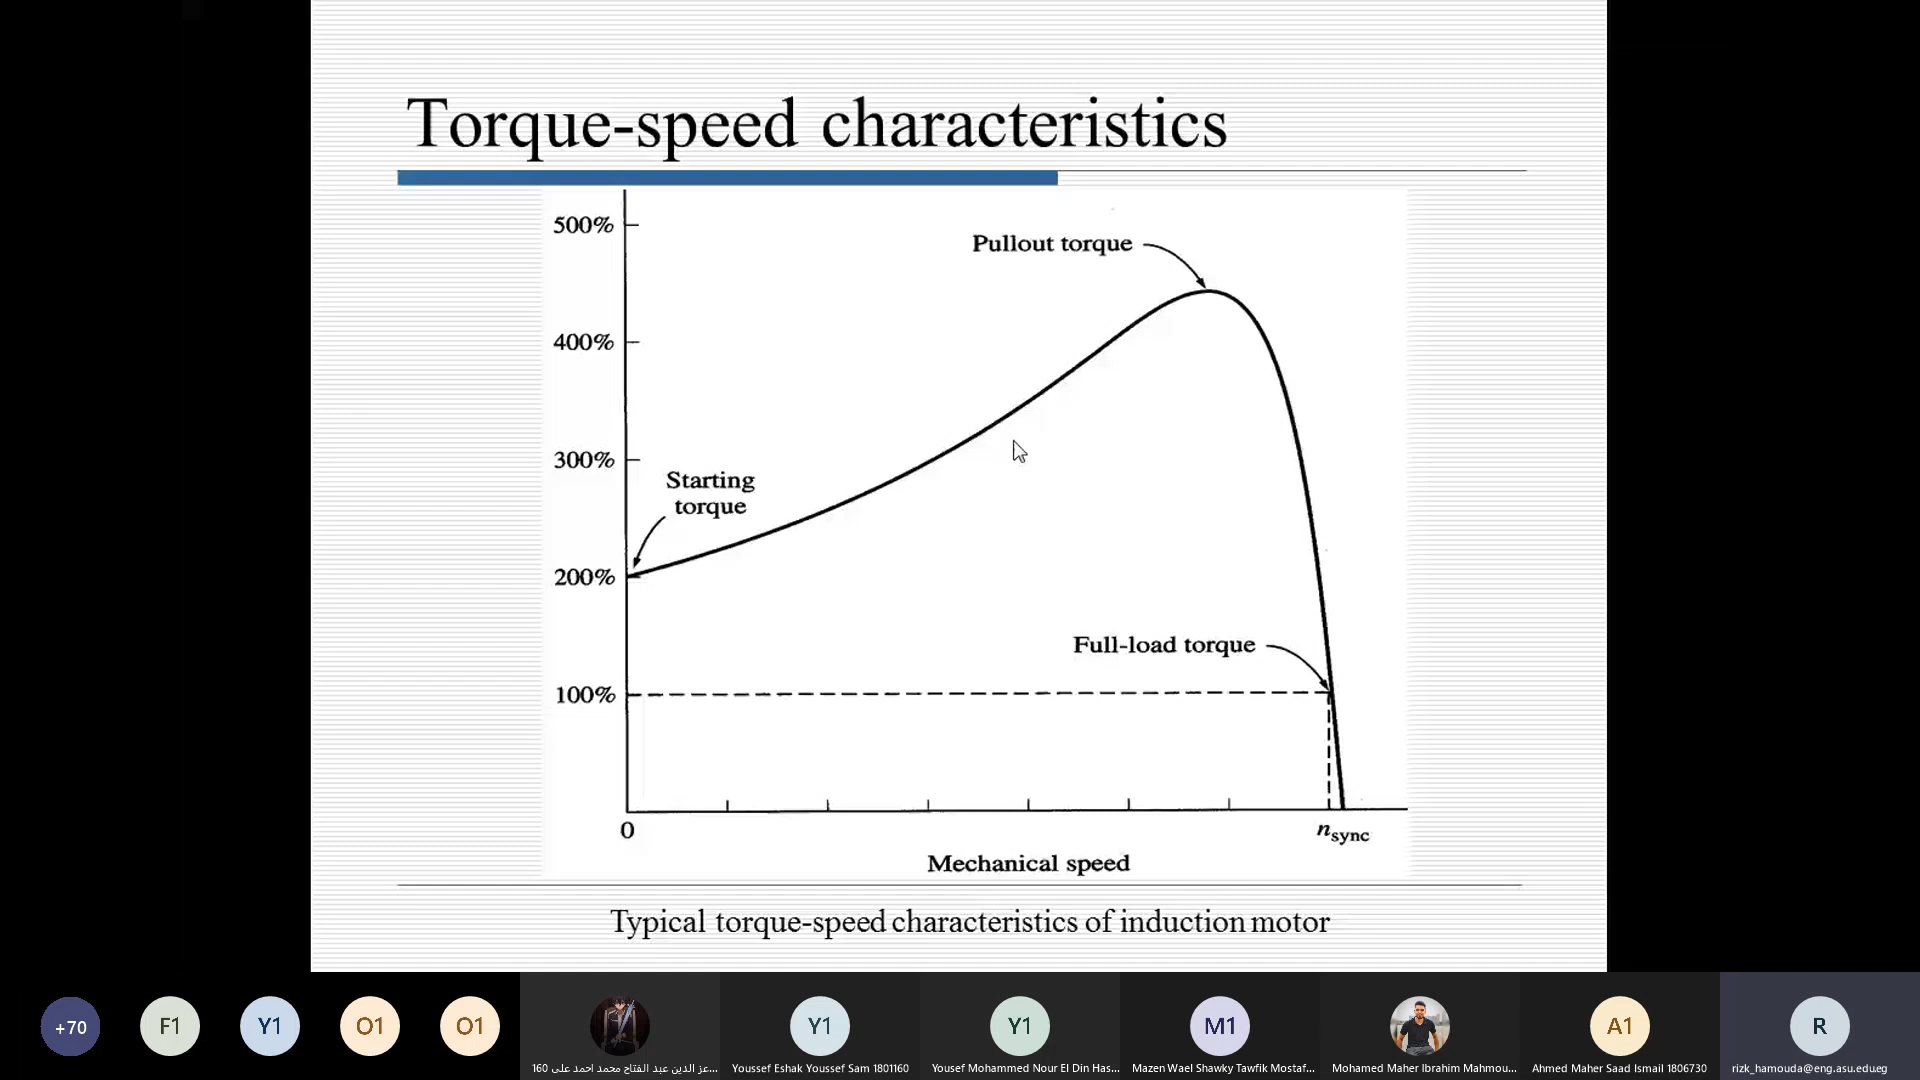 Torque-speed characteristics
500%
Pullout torque
400%
300%
Starting
torque
200%
Full-load torque
100%
0
nsync
Mechanical speed
Typical torque-speed characteristics of induction motor
+70
F1
Y1
O1
O1
Y1
Y1
M1
A1
R
عز الدين عبد الفتاح محمد احمد على 160...
Youssef Eshak Youssef Sam 1801160
Yousef Mohammed Nour El Din Has...
Mazen Wael Shawky Tawfik Mostaf...
Mohamed Maher Ibrahim Mahmou...
Ahmed Maher Saad Ismail 1806730
rizk_hamouda@eng.asu.edu.eg